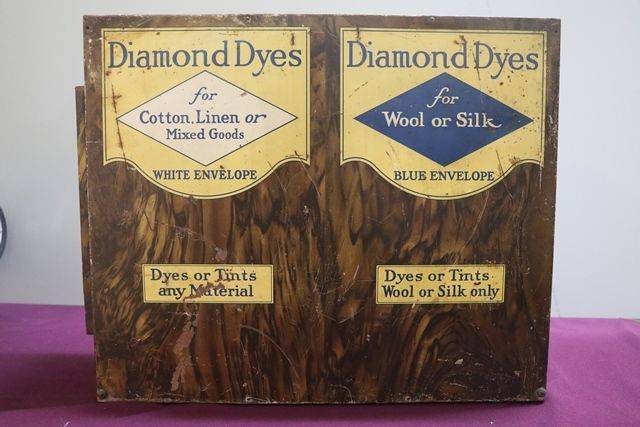 Diamond Dyes
for
Cotton, Linen or
Mixed Goods
WHITE ENVELOPE
Dyes or Tints
any Material
Diamond Dyes
for
Wool or Silk
BLUE ENVELOPE
Dyes or Tints
Wool or Silk only